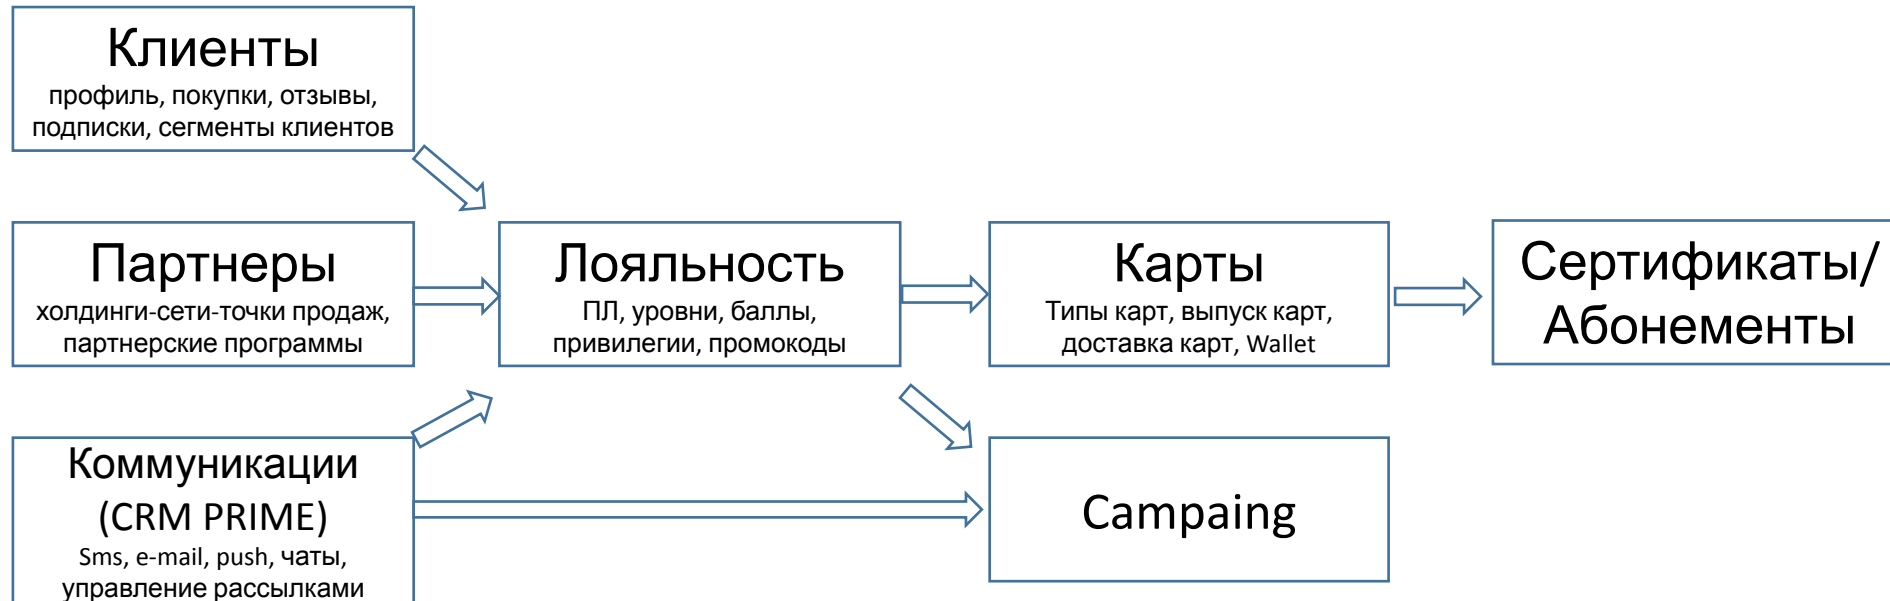 Клиенты
профиль, покупки, отзывы,
подписки, сегменты клиентов
Партнеры
холдинги-сети-точки продаж,
партнерские программы
Лояльность
ПЛ, уровни, баллы,
привилегии, промокоды
Карты
Типы карт, выпуск карт,
доставка карт, Wallet
Сертификаты/
Абонементы
Коммуникации
(CRM PRIME)
Sms, e-mail, push, чаты,
управление рассылками
Campaing